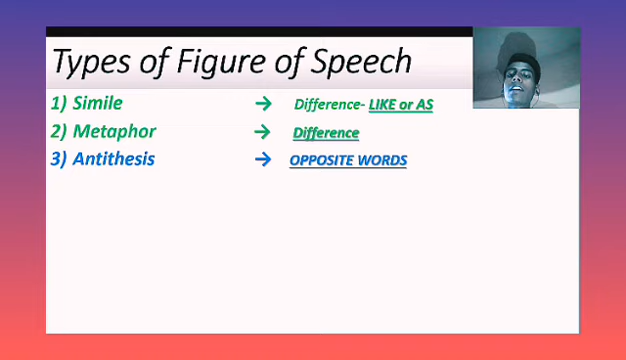 Types of Figure of Speech
1) Simile → Difference- LIKE or AS
2) Metaphor → Difference
3) Antithesis → OPPOSITE WORDS